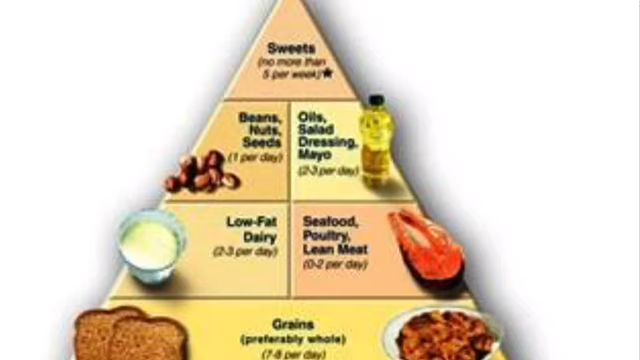 Sweets
(no more than
5 per week)★
Beans,
Nuts,
Seeds
(1 per day)
Oils,
Salad
Dressing,
Mayo
(2-3 per day)
Low-Fat
Dairy
(2-3 per day)
Seafood,
Poultry,
Lean Meat
(0-2 per day)
Grains
(preferably whole)
(7-8 per day)